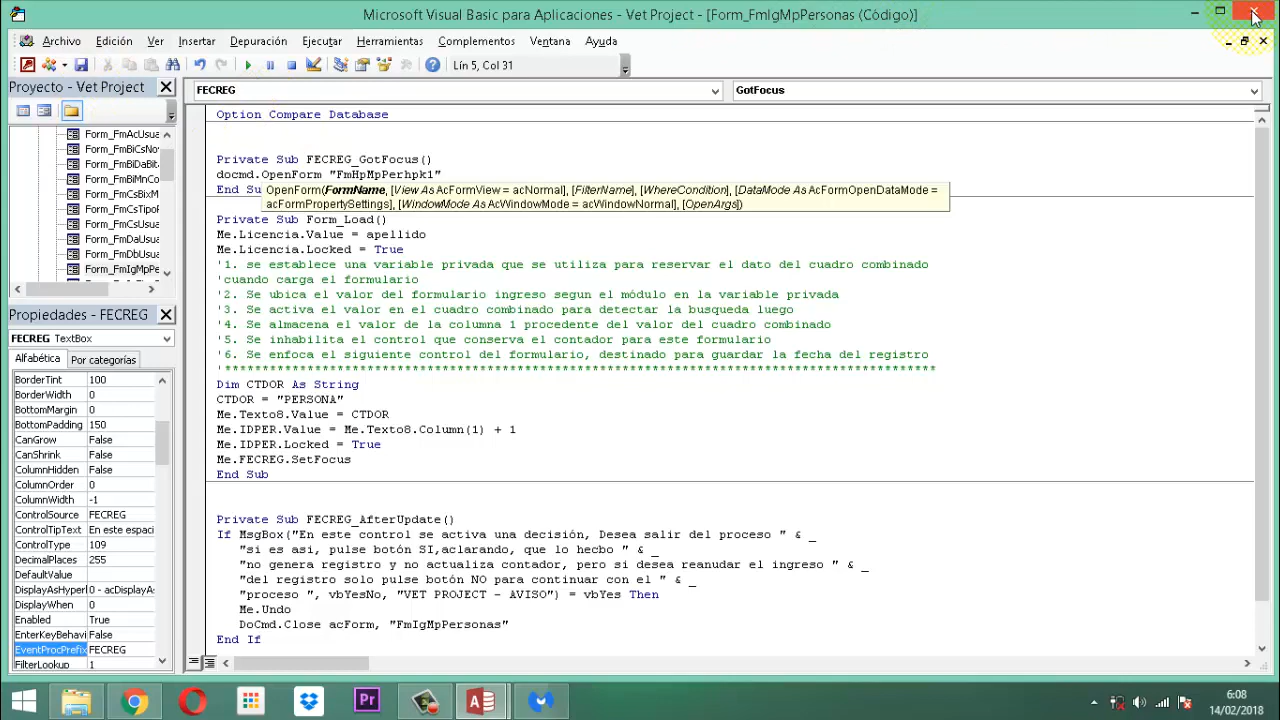 Microsoft Visual Basic para Aplicaciones - Vet Project - [Form_FmIgMpPersonas (Código)]
Archivo Edición Ver Insertar Formato Depuración Ejecutar Herramientas Complementos Ventana Ayuda
Lín 5, Col 31
Proyecto - Vet Project
FECREG
GotFocus
Form_FmAcUsua
Form_FmBiCsNo
Form_FmBiDaBit
Form_FmBiMnCo
Form_FmCsBixM
Form_FmCsTipo
Form_FmCsUsua
Form_FmDaUsua
Form_FmDbUsua
Form_FmIgMpPe
Option Compare Database
Private Sub FECREG_GotFocus()
docmd.OpenForm "FmHpMpPerhpk1"
End Su
OpenForm(FormName, [View As AcFormView = acNormal], [FilterName], [WhereCondition], [DataMode As AcFormOpenDataMode =
acFormPropertySettings], [WindowMode As AcWindowMode = acWindowNormal], [OpenArgs])
Private Sub Form_Load()
Me.Licencia.Value = apellido
Me.Licencia.Locked = True
'1. se establece una variable privada que se utiliza para reservar el dato del cuadro combinado
'cuando carga el formulario
'2. Se ubica el valor del formulario ingreso segun el módulo en la variable privada
'3. Se activa el valor en el cuadro combinado para detectar la busqueda luego
'4. Se almacena el valor de la columna 1 procedente del valor del cuadro combinado
'5. Se inhabilita el control que conserva el contador para este formulario
'6. Se enfoca el siguiente control del formulario, destinado para guardar la fecha del registro
'***********************************************************************************************
Dim CTDOR As String
CTDOR = "PERSONA"
Me.Texto8.Value = CTDOR
Me.IDPER.Value = Me.Texto8.Column(1) + 1
Me.IDPER.Locked = True
Me.FECREG.SetFocus
End Sub
Private Sub FECREG_AfterUpdate()
If MsgBox("En este control se activa una decisión, Desea salir del proceso " & _
"si es asi, pulse botón SI,aclarando, que lo hecbo " & _
"no genera registro y no actualiza contador, pero si desea reanudar el ingreso " & _
"del registro solo pulse botón NO para continuar con el " & _
"proceso ", vbYesNo, "VET PROJECT - AVISO") = vbYes Then
Me.Undo
DoCmd.Close acForm, "FmIgMpPersonas"
End If
Propiedades - FECREG
FECREG TextBox
Alfabética Por categorías
BorderTint 100
BorderWidth 0
BottomMargin 0
BottomPadding 150
CanGrow False
CanShrink False
ColumnHidden False
ColumnOrder 0
ColumnWidth -1
ControlSource FECREG
ControlTipText En este espaci
ControlType 109
DecimalPlaces 255
DefaultValue
DisplayAsHyperl 0 - acDisplayAs
DisplayWhen 0
Enabled True
EnterKeyBehavi False
EventProcPrefix FECREG
FilterLookup 1
Pr
6:08
14/02/2018